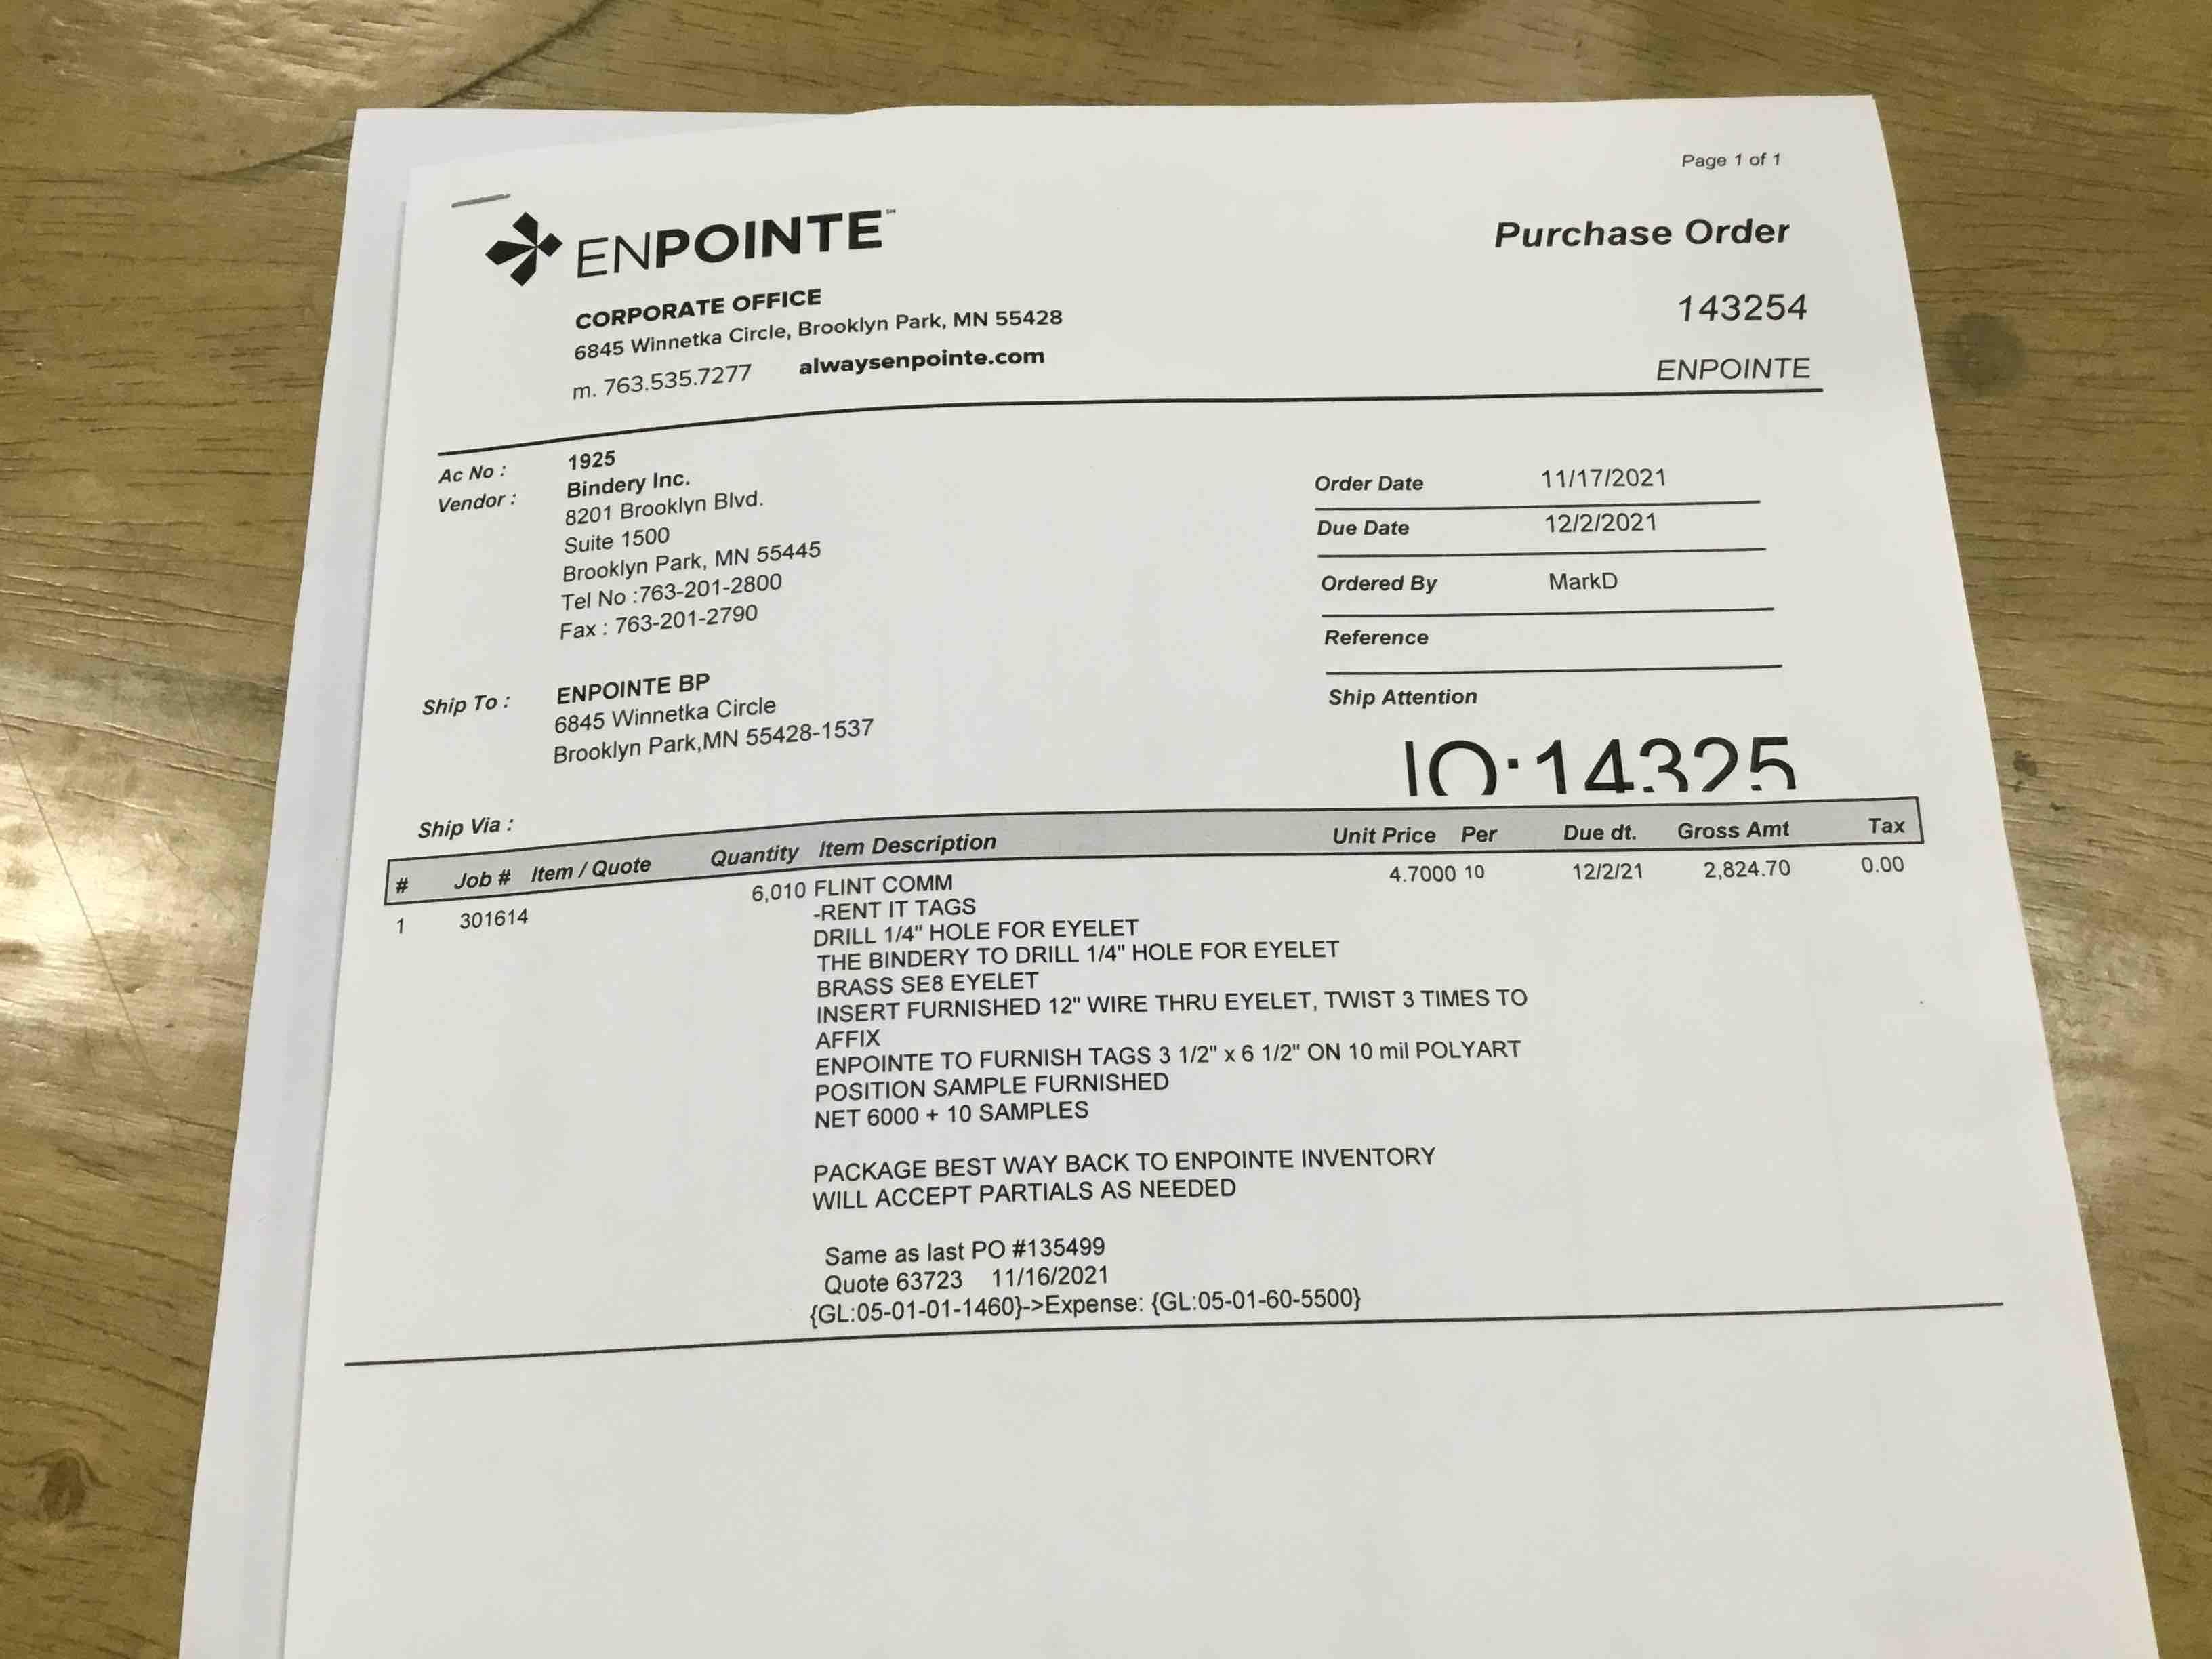 Page 1 of 1
ENPOINTE℠
Purchase Order
CORPORATE OFFICE
6845 Winnetka Circle, Brooklyn Park, MN 55428
m. 763.535.7277 alwaysenpointe.com
143254
ENPOINTE
Ac No : 1925
Vendor : Bindery Inc.
8201 Brooklyn Blvd.
Suite 1500
Brooklyn Park, MN 55445
Tel No :763-201-2800
Fax : 763-201-2790
Order Date 11/17/2021
Due Date 12/2/2021
Ordered By MarkD
Reference
Ship Attention
Ship To : ENPOINTE BP
6845 Winnetka Circle
Brooklyn Park,MN 55428-1537
14325
Ship Via :
# Job # Item / Quote Quantity Item Description Unit Price Per Due dt. Gross Amt Tax
1 301614 6,010 FLINT COMM 4.7000 10 12/2/21 2,824.70 0.00
-RENT IT TAGS
DRILL 1/4" HOLE FOR EYELET
THE BINDERY TO DRILL 1/4" HOLE FOR EYELET
BRASS SE8 EYELET
INSERT FURNISHED 12" WIRE THRU EYELET, TWIST 3 TIMES TO
AFFIX
ENPOINTE TO FURNISH TAGS 3 1/2" x 6 1/2" ON 10 mil POLYART
POSITION SAMPLE FURNISHED
NET 6000 + 10 SAMPLES
PACKAGE BEST WAY BACK TO ENPOINTE INVENTORY
WILL ACCEPT PARTIALS AS NEEDED
Same as last PO #135499
Quote 63723 11/16/2021
{GL:05-01-01-1460}->Expense: {GL:05-01-60-5500}